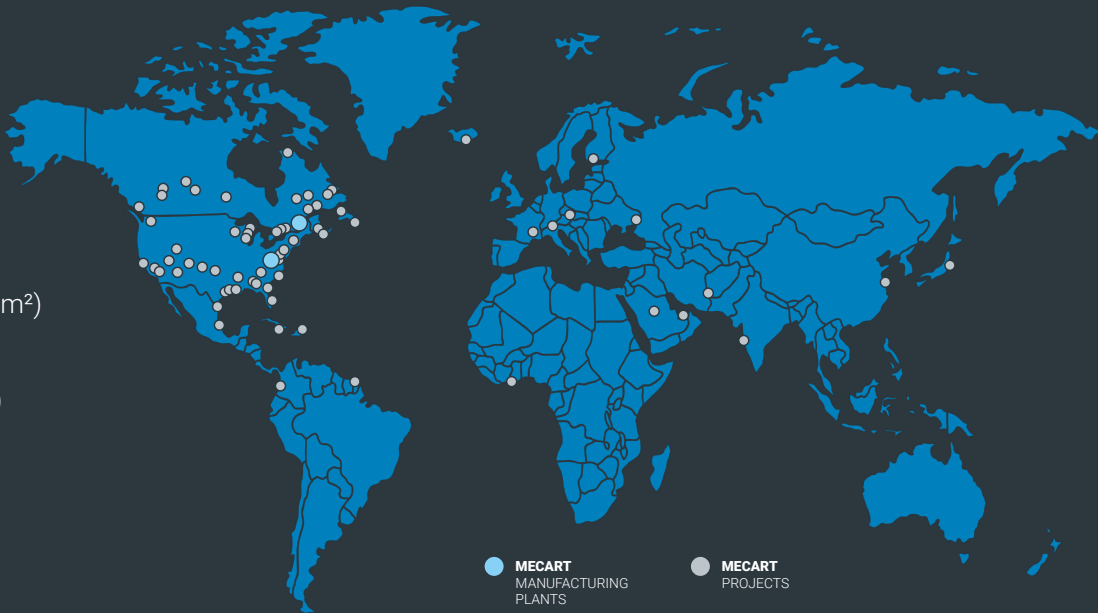 m²)
)
MECART
MANUFACTURING
PLANTS
MECART
PROJECTS